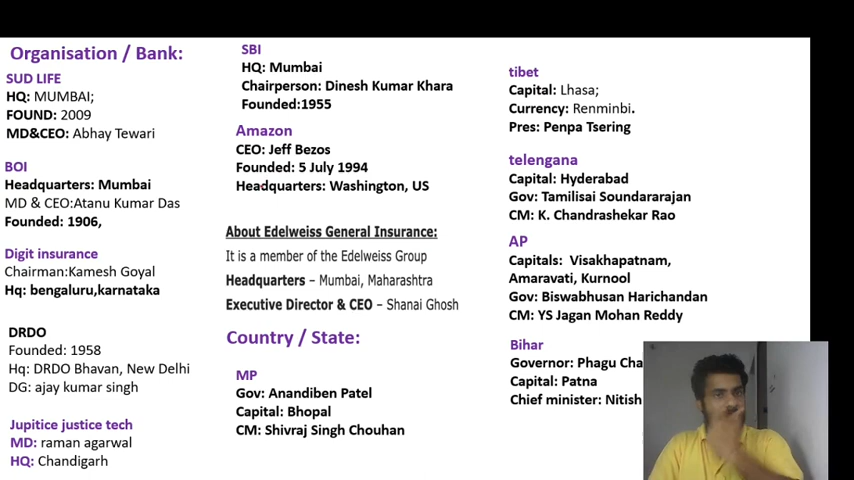 Organisation / Bank:
SUD LIFE
HQ: MUMBAI;
FOUND: 2009
MD&CEO: Abhay Tewari
BOI
Headquarters: Mumbai
MD & CEO:Atanu Kumar Das
Founded: 1906,
Digit insurance
Chairman:Kamesh Goyal
Hq: bengaluru,karnataka
DRDO
Founded: 1958
Hq: DRDO Bhavan, New Delhi
DG: ajay kumar singh
Jupitice justice tech
MD: raman agarwal
HQ: Chandigarh
SBI
HQ: Mumbai
Chairperson: Dinesh Kumar Khara
Founded:1955
Amazon
CEO: Jeff Bezos
Founded: 5 July 1994
Headquarters: Washington, US
About Edelweiss General Insurance:
It is a member of the Edelweiss Group
Headquarters – Mumbai, Maharashtra
Executive Director & CEO – Shanai Ghosh
Country / State:
MP
Gov: Anandiben Patel
Capital: Bhopal
CM: Shivraj Singh Chouhan
tibet
Capital: Lhasa;
Currency: Renminbi.
Pres: Penpa Tsering
telengana
Capital: Hyderabad
Gov: Tamilisai Soundararajan
CM: K. Chandrashekar Rao
AP
Capitals: Visakhapatnam,
Amaravati, Kurnool
Gov: Biswabhusan Harichandan
CM: YS Jagan Mohan Reddy
Bihar
Governor: Phagu Cha
Capital: Patna
Chief minister: Nitish